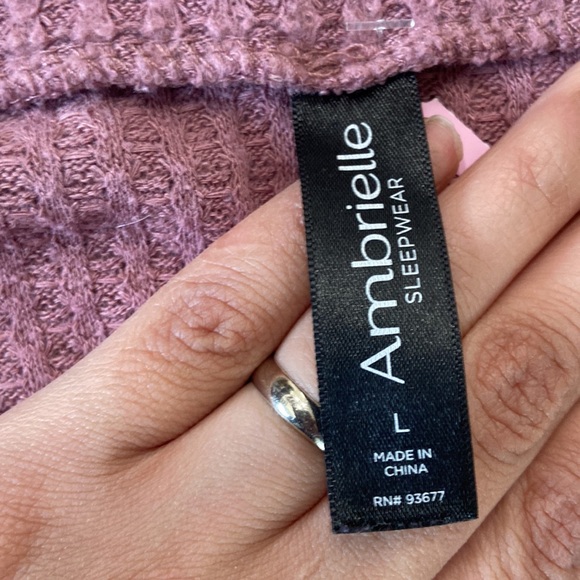 Ambrielle
SLEEPWEAR
L
MADE IN
CHINA
RN# 93677